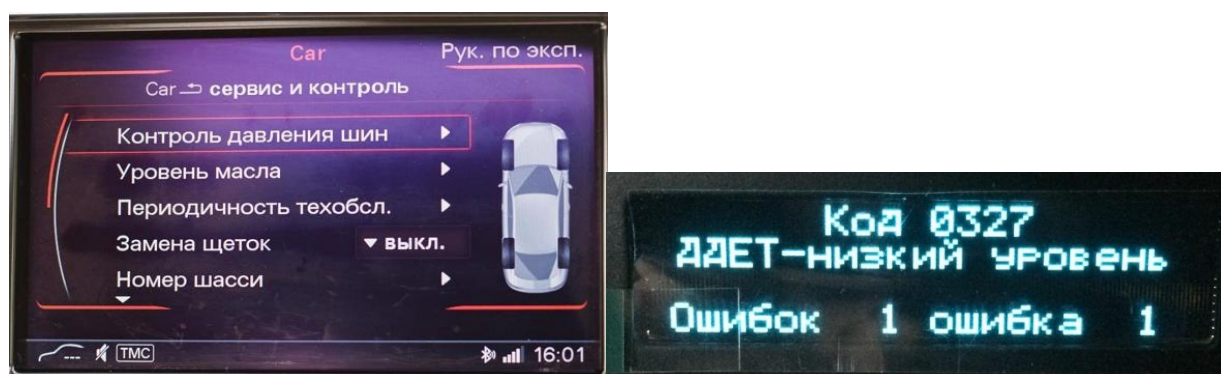 Car
Рук. по эксп.
Car сервис и контроль
Контроль давления шин
Уровень масла
Периодичность техобсл.
Замена щеток выкл.
Номер шасси
TMC 16:01
Код 0327
ДДЕТ-низкий уровень
Ошибок 1 ошибка 1